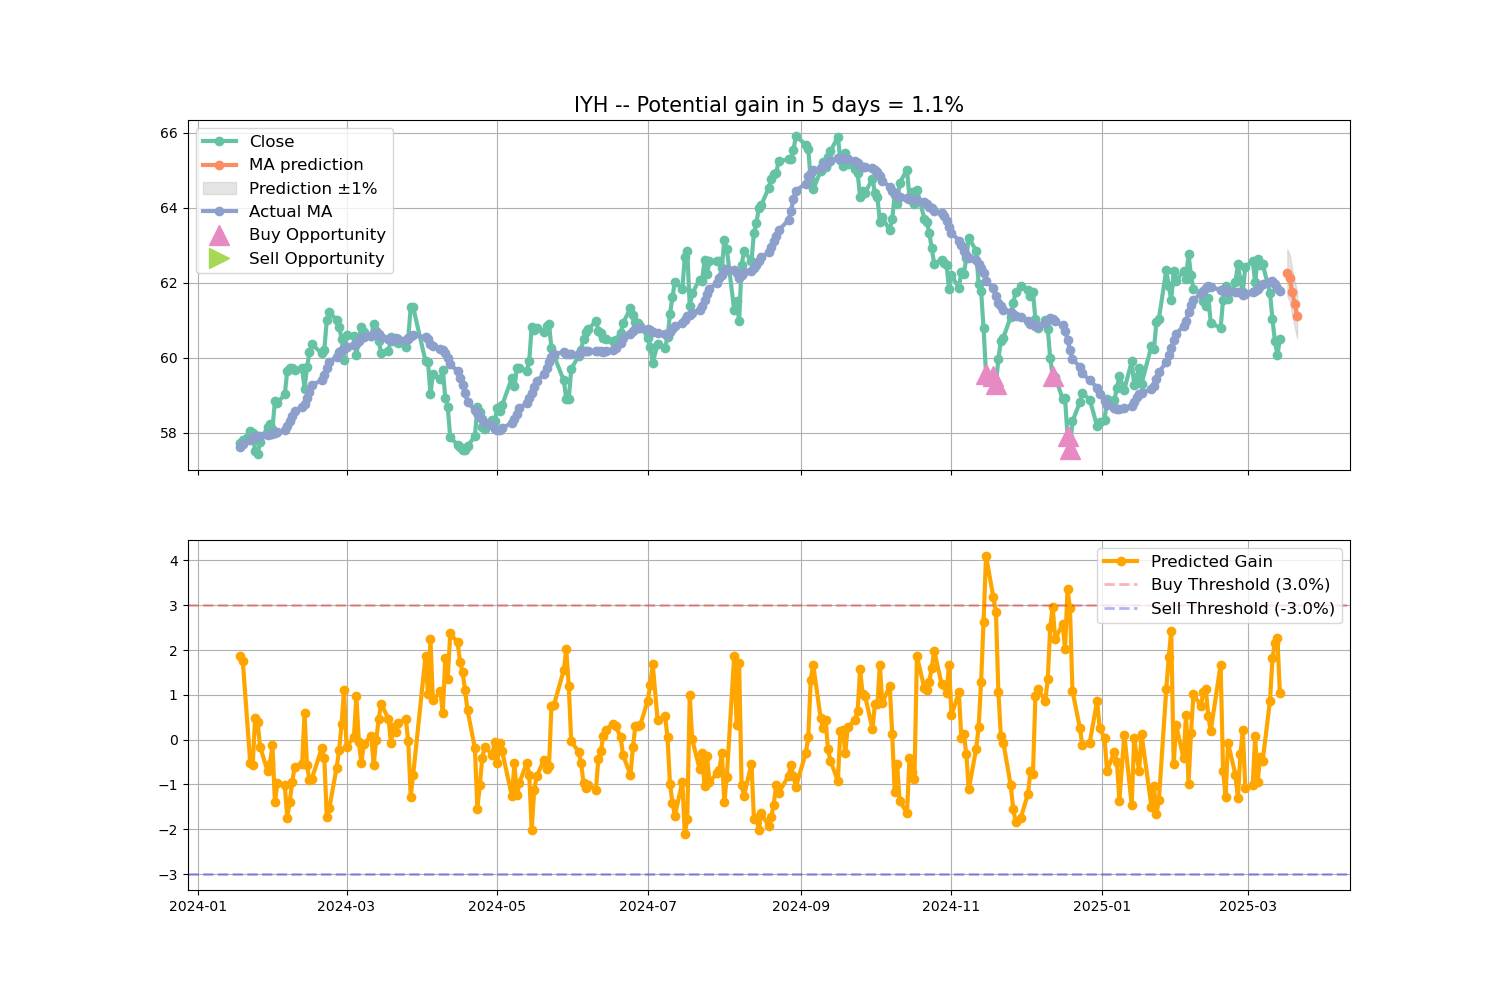 IYH -- Potential gain in 5 days = 1.1%
66
64
62
60
58
Close
MA prediction
Prediction ±1%
Actual MA
Buy Opportunity
Sell Opportunity
4
3
2
1
0
−1
−2
−3
Predicted Gain
Buy Threshold (3.0%)
Sell Threshold (-3.0%)
2024-01 2024-03 2024-05 2024-07 2024-09 2024-11 2025-01 2025-03